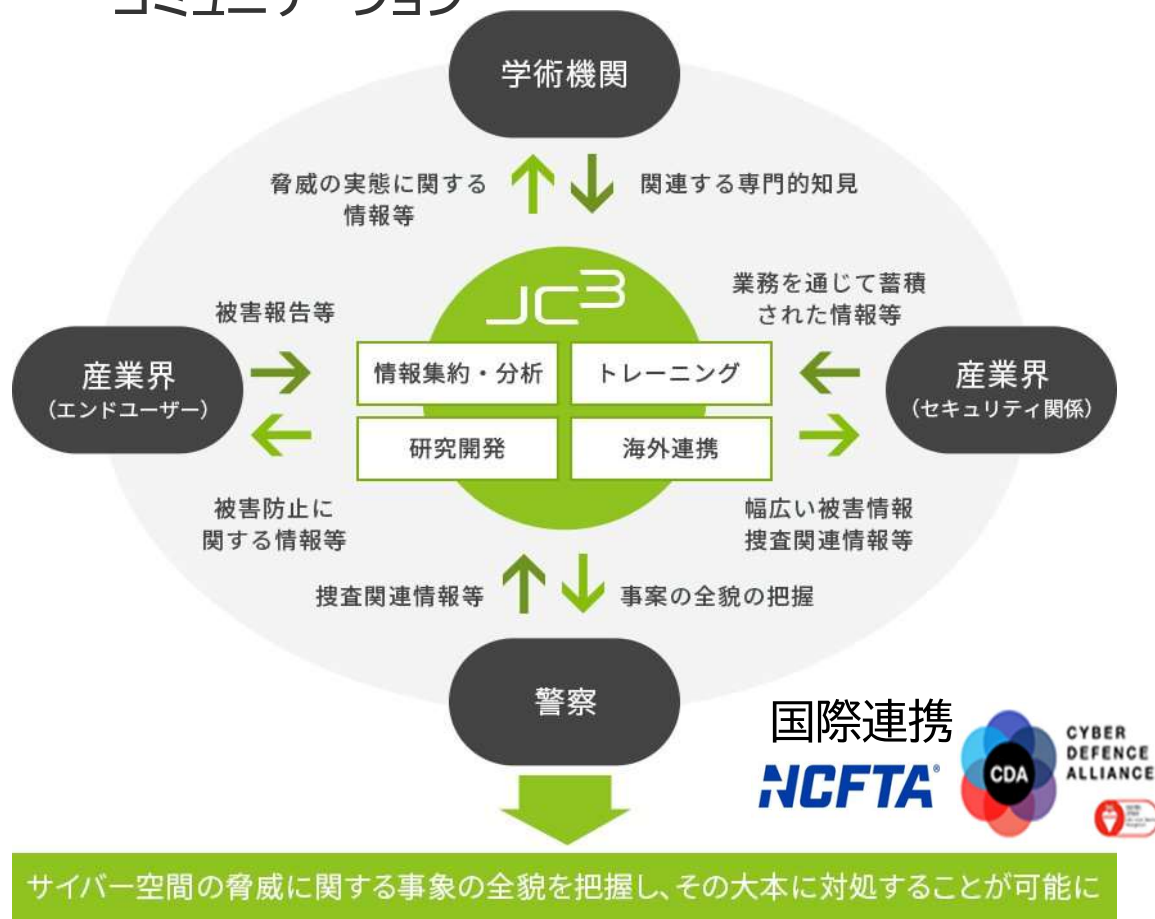 コミュニケーション
学術機関
脅威の実態に関する
情報等
関連する専門的知見
JC3
被害報告等
業務を通じて蓄積
された情報等
産業界
（エンドユーザー）
情報集約・分析
トレーニング
産業界
（セキュリティ関係）
研究開発
海外連携
被害防止に
関する情報等
幅広い被害情報
捜査関連情報等
捜査関連情報等
事案の全貌の把握
警察
国際連携
NCFTA®
CDA
CYBER
DEFENCE
ALLIANCE
サイバー空間の脅威に関する事象の全貌を把握し、その大本に対処することが可能に